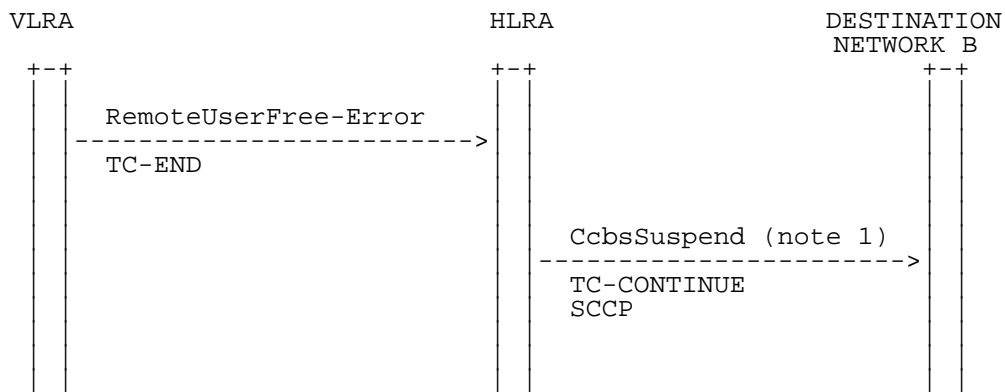 VLRA HLRA DESTINATION
NETWORK B
RemoteUserFree-Error
TC-END
CcbsSuspend (note 1)
TC-CONTINUE
SCCP